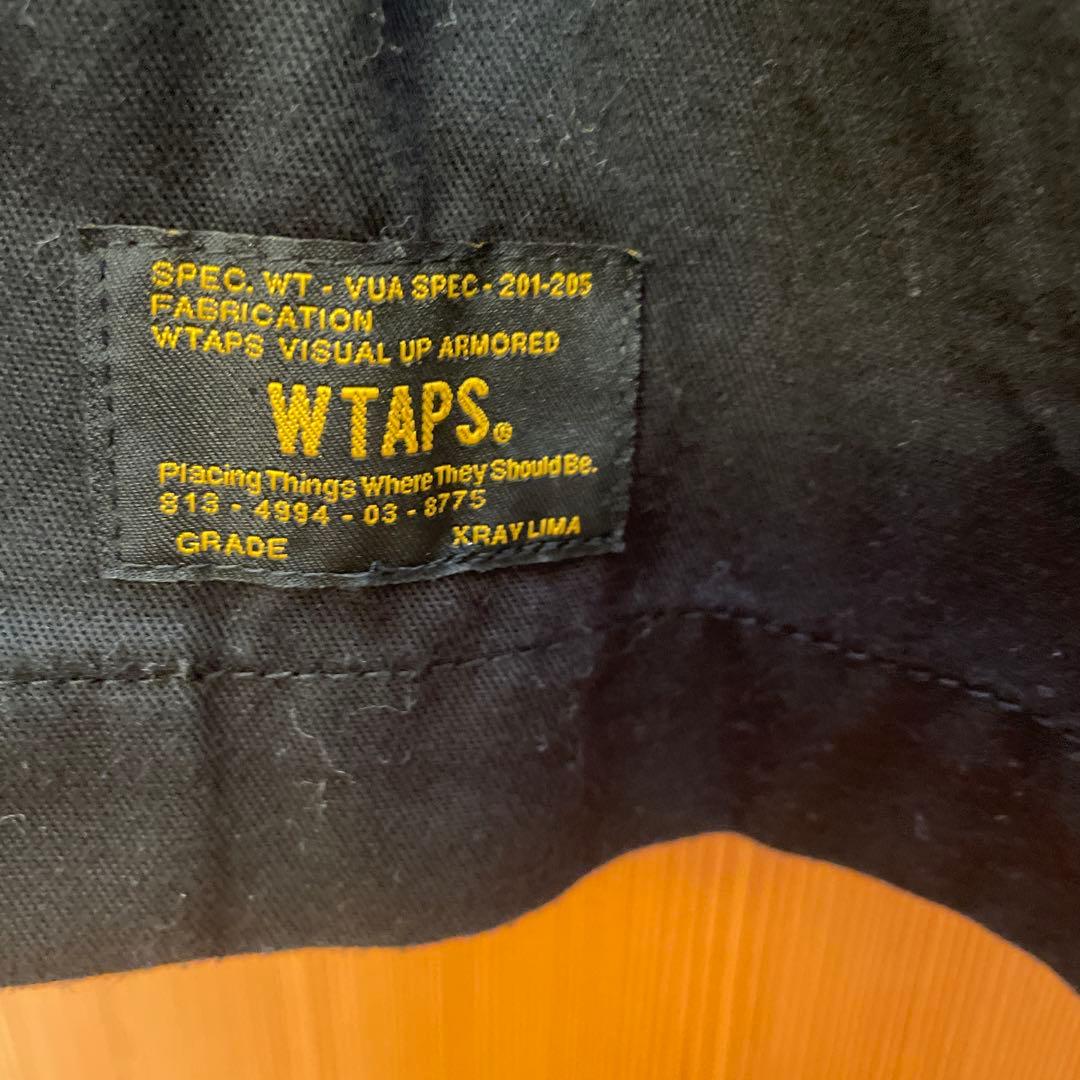 SPEC. WT - VUA SPEC - 201-205
FABRICATION
WTAPS VISUAL UP ARMORED
WTAPS®
Placing Things Where They Should Be.
813 - 4994 - 03 - 8775
GRADE XRAY LIMA